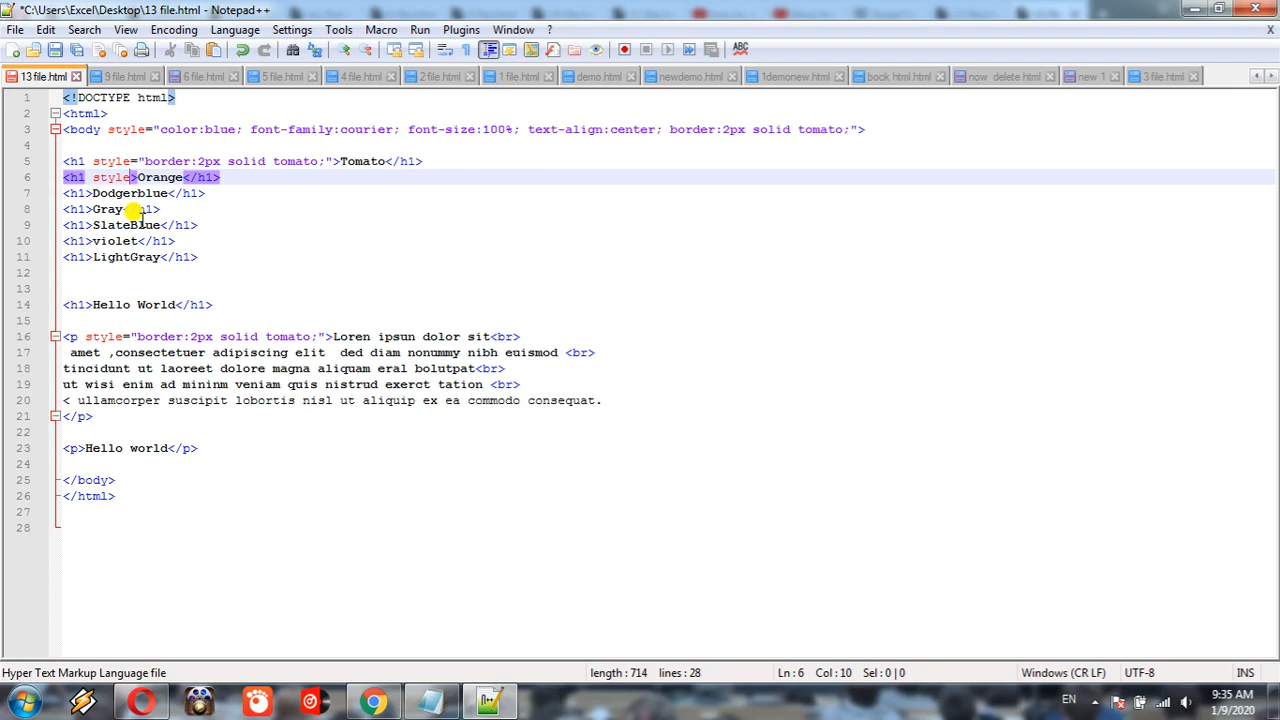 *C:\Users\Excel\Desktop\13 file.html - Notepad++
File Edit Search View Encoding Language Settings Tools Macro Run Plugins Window ? X
13 file.html 9 file.html 6 file.html 5 file.html 4 file.html 2 file.html 1 file.html demo html newdemo html 1demonew html bock html.html now delete.html new 1 3 file.html
1 <!DOCTYPE html>
2 <html>
3 <body style="color:blue; font-family:courier; font-size:100%; text-align:center; border:2px solid tomato;">
4
5 <h1 style="border:2px solid tomato;">Tomato</h1>
6 <h1 style>Orange</h1>
7 <h1>Dodgerblue</h1>
8 <h1>Gray h1>
9 <h1>SlateBlue</h1>
10 <h1>violet</h1>
11 <h1>LightGray</h1>
12
13
14 <h1>Hello World</h1>
15
16 <p style="border:2px solid tomato;">Loren ipsun dolor sit<br>
17 amet ,consectetuer adipiscing elit ded diam nonummy nibh euismod <br>
18 tincidunt ut laoreet dolore magna aliquam eral bolutpat<br>
19 ut wisi enim ad mininm veniam quis nistrud exerct tation <br>
20 < ullamcorper suscipit lobortis nisl ut aliquip ex ea commodo consequat.
21 </p>
22
23 <p>Hello world</p>
24
25 </body>
26 </html>
27
28
Hyper Text Markup Language file length : 714 lines : 28 Ln : 6 Col : 10 Sel : 0 | 0 Windows (CR LF) UTF-8 INS
EN 9:35 AM
1/9/2020